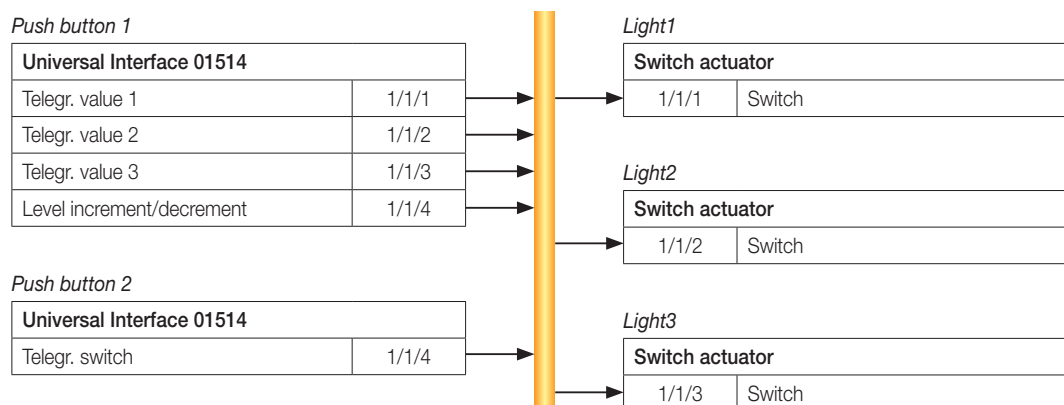 Push button 1
Universal Interface 01514
Telegr. value 1 1/1/1
Telegr. value 2 1/1/2
Telegr. value 3 1/1/3
Level increment/decrement 1/1/4
Push button 2
Universal Interface 01514
Telegr. switch 1/1/4
Light1
Switch actuator
1/1/1 Switch
Light2
Switch actuator
1/1/2 Switch
Light3
Switch actuator
1/1/3 Switch